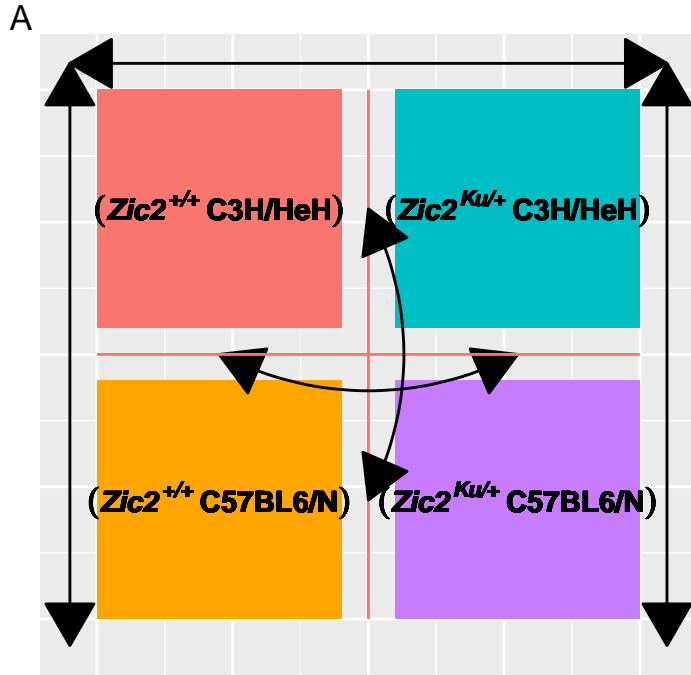 A
(Zic2+/+ C3H/HeH) (Zic2Ku/+ C3H/HeH)
(Zic2+/+ C57BL6/N) (Zic2Ku/+ C57BL6/N)